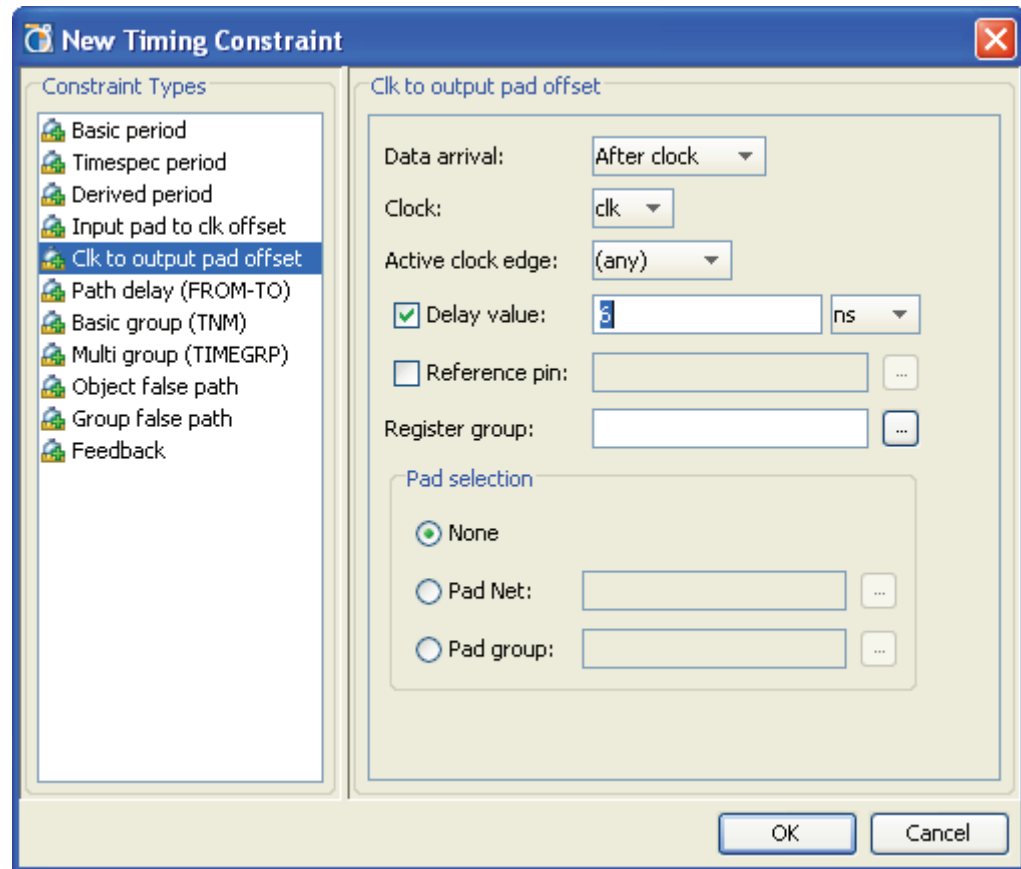 New Timing Constraint
Constraint Types
Basic period
Timespec period
Derived period
Input pad to clk offset
Clk to output pad offset
Path delay (FROM-TO)
Basic group (TNM)
Multi group (TIMEGRP)
Object false path
Group false path
Feedback
Clk to output pad offset
Data arrival: After clock
Clock: clk
Active clock edge: (any)
Delay value: ns
Reference pin: ...
Register group: ...
Pad selection
None
Pad Net: ...
Pad group: ...
OK Cancel